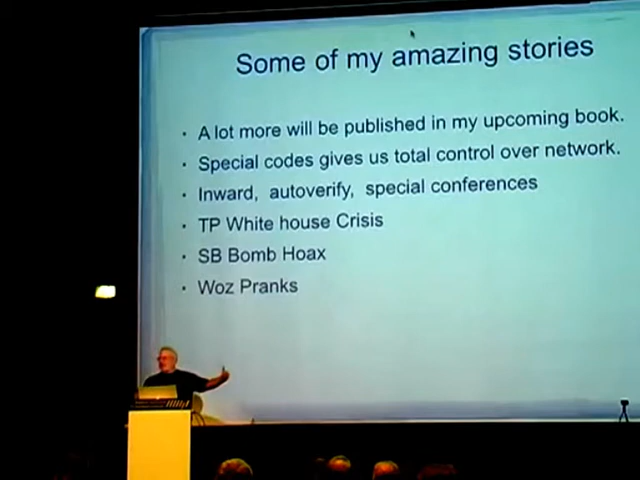 Some of my amazing stories
· A lot more will be published in my upcoming book.
· Special codes gives us total control over network.
· Inward, autoverify, special conferences
· TP White house Crisis
· SB Bomb Hoax
· Woz Pranks